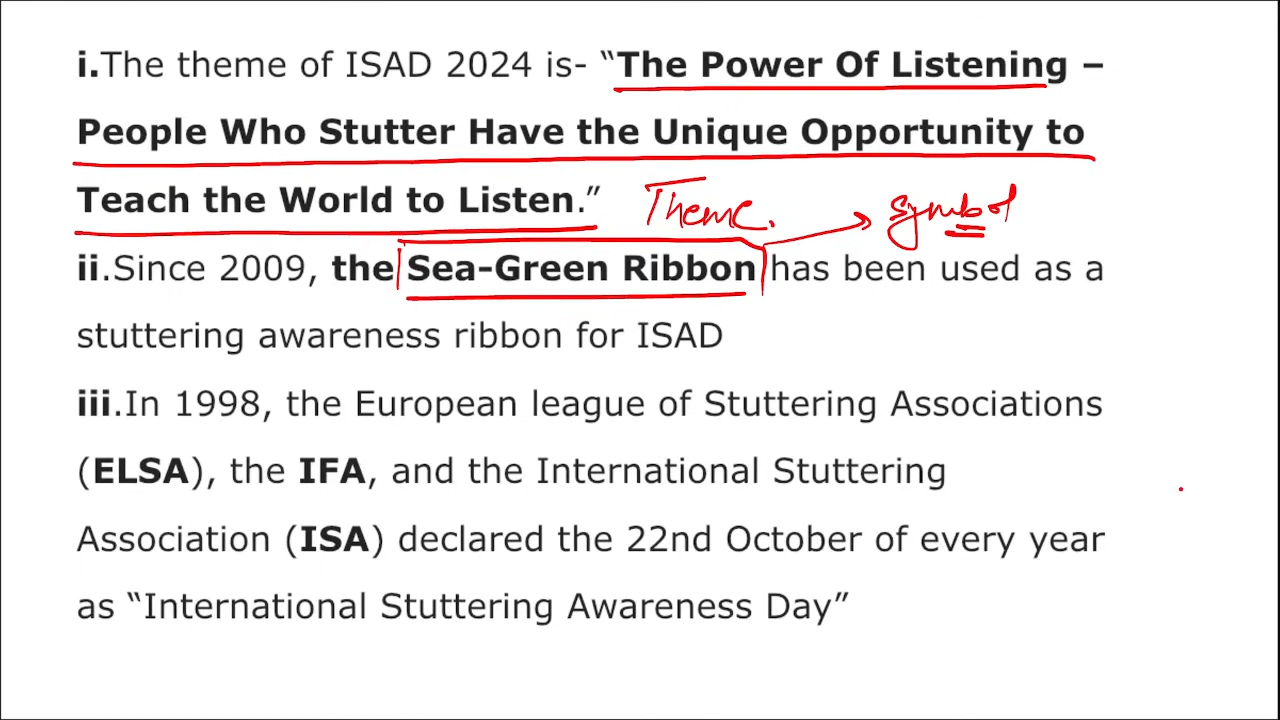 i.The theme of ISAD 2024 is- “The Power Of Listening –
People Who Stutter Have the Unique Opportunity to
Teach the World to Listen.” Theme. symbol
ii.Since 2009, the Sea-Green Ribbon has been used as a
stuttering awareness ribbon for ISAD
iii.In 1998, the European league of Stuttering Associations
(ELSA), the IFA, and the International Stuttering
Association (ISA) declared the 22nd October of every year
as “International Stuttering Awareness Day”